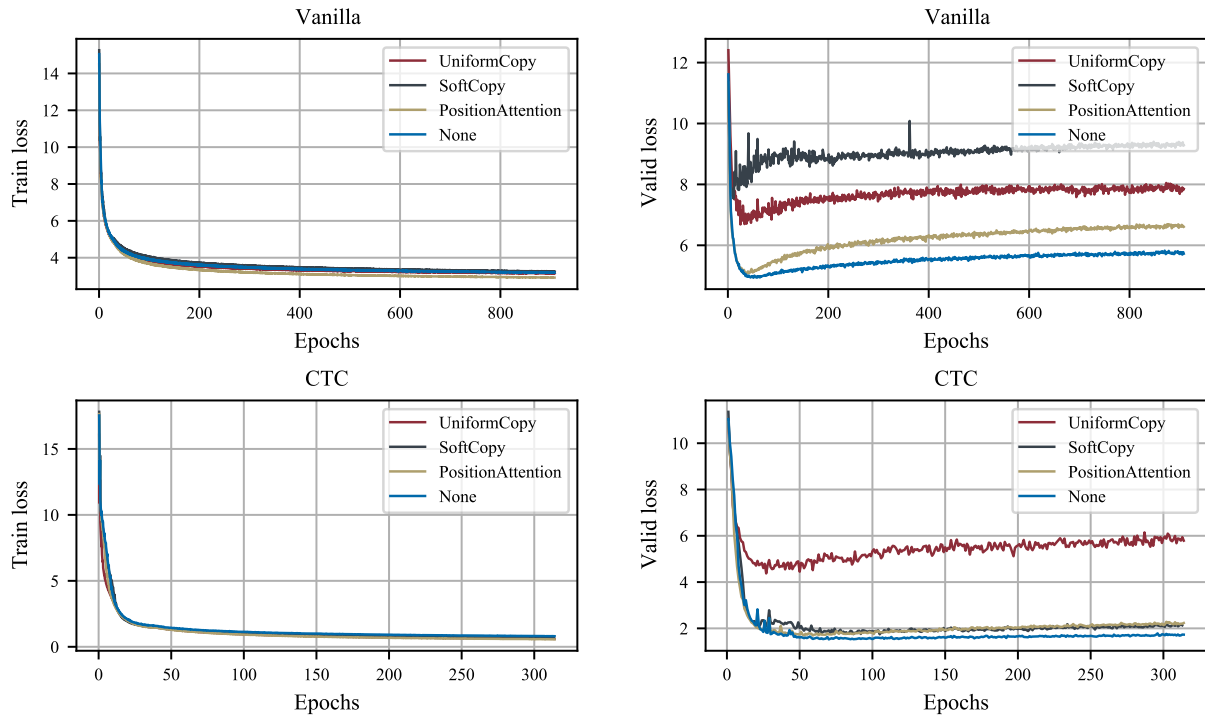 Vanilla
Train loss
14
12
10
8
6
4
0
200
400
600
800
Epochs
UniformCopy
SoftCopy
PositionAttention
None
Vanilla
Valid loss
12
10
8
6
0
200
400
600
800
Epochs
UniformCopy
SoftCopy
PositionAttention
None
CTC
Train loss
15
10
5
0
0
50
100
150
200
250
300
Epochs
UniformCopy
SoftCopy
PositionAttention
None
CTC
Valid loss
10
8
6
4
2
0
50
100
150
200
250
300
Epochs
UniformCopy
SoftCopy
PositionAttention
None